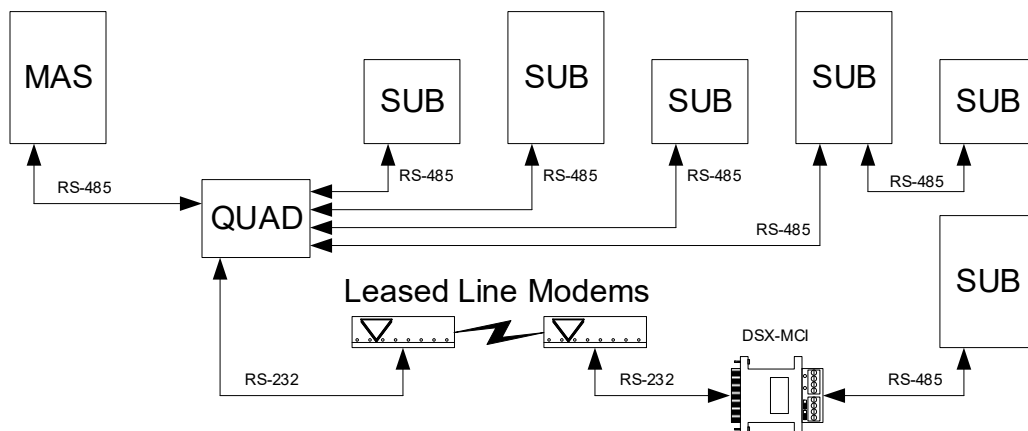 MAS
SUB
SUB
SUB
SUB
SUB
RS-485
RS-485
RS-485
RS-485
RS-485
QUAD
RS-485
SUB
Leased Line Modems
DSX-MCI
RS-232
RS-232
RS-485